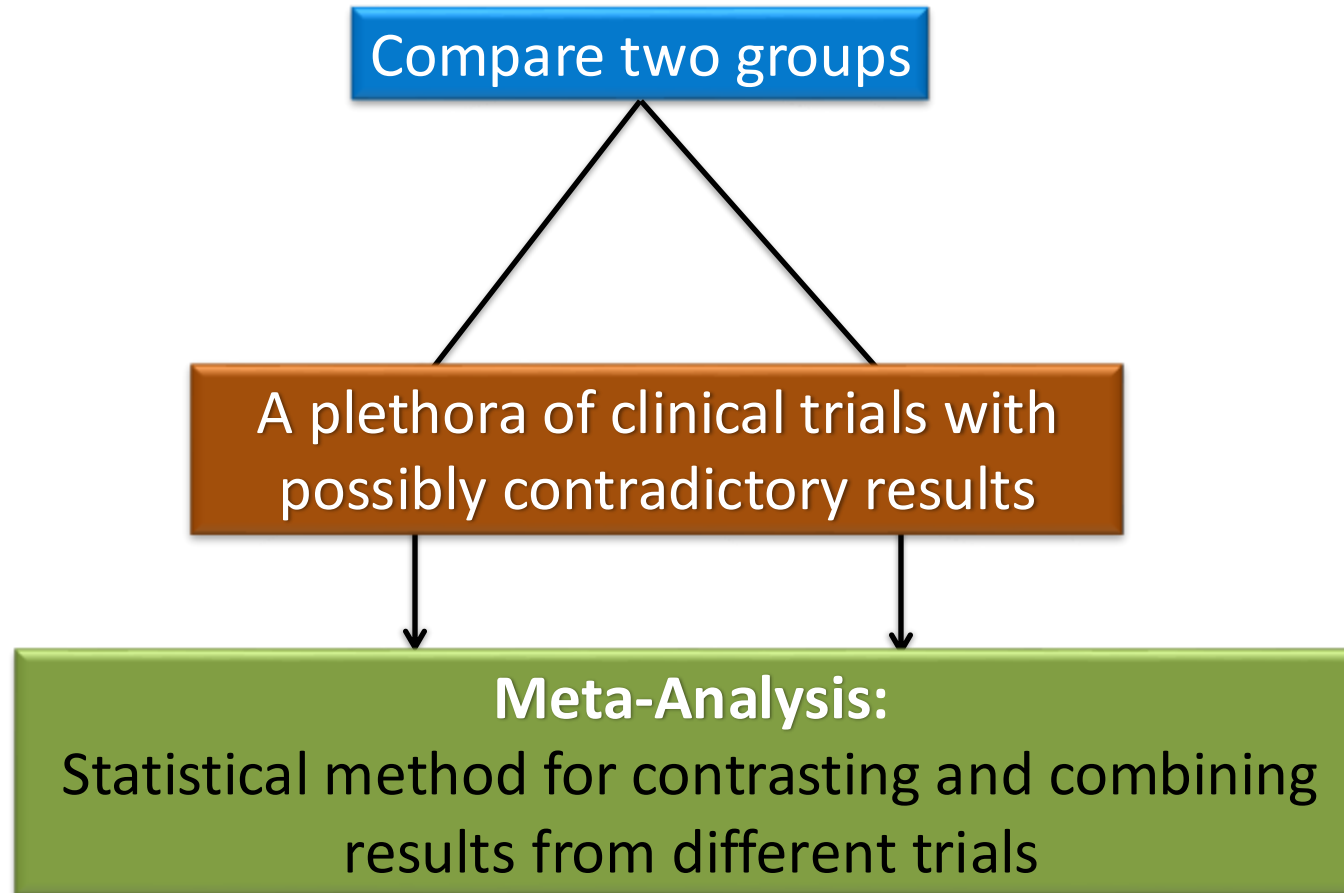 Compare two groups
A plethora of clinical trials with
possibly contradictory results
Meta-Analysis:
Statistical method for contrasting and combining
results from different trials